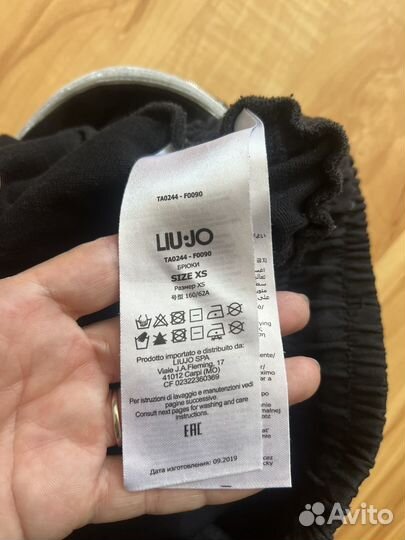 TA0244 - F0090
LIU·JO
TA0244 - F0090
БРЮКИ
SIZE XS
Размер XS
号型 160/62A
Prodotto importato e distribuito da:
LIUJO SPA
Viale J.A.Fleming, 17
41012 Carpi (MO)
CF 02322360369
Per istruzioni di lavaggio e manutenzioni vedi
pagine successive.
Consult next pages for washing and care
instructions.
EAC
Дата изготовления: 09.2019
Avito